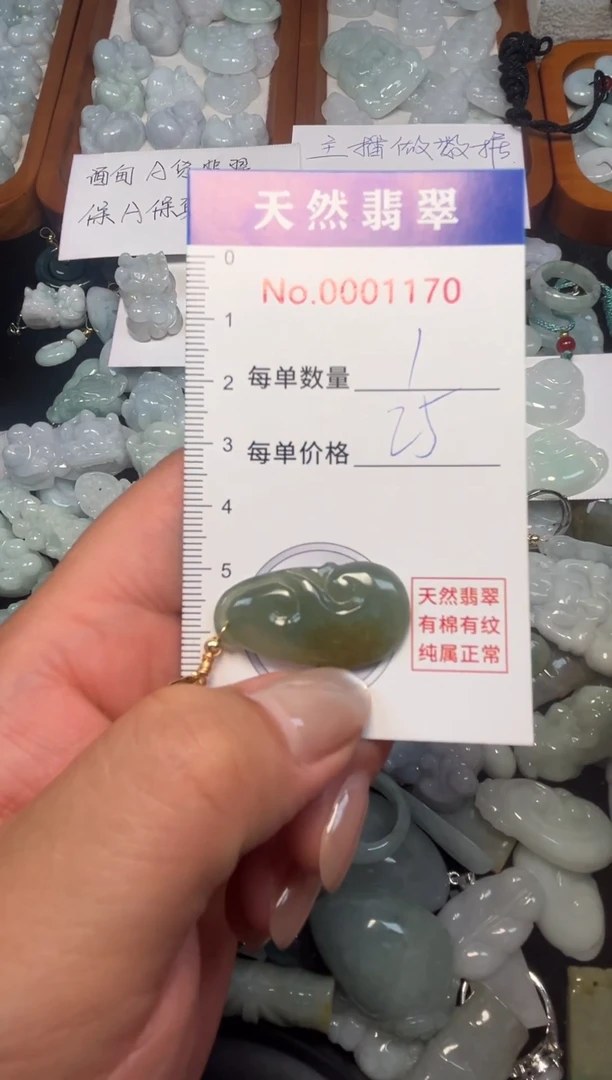 缅甸A货翡翠
保A保真
主播做数据
天然翡翠
No.0001170
0
1
每单数量 1
2
每单价格 25
3
4
5
天然翡翠
有棉有纹
纯属正常